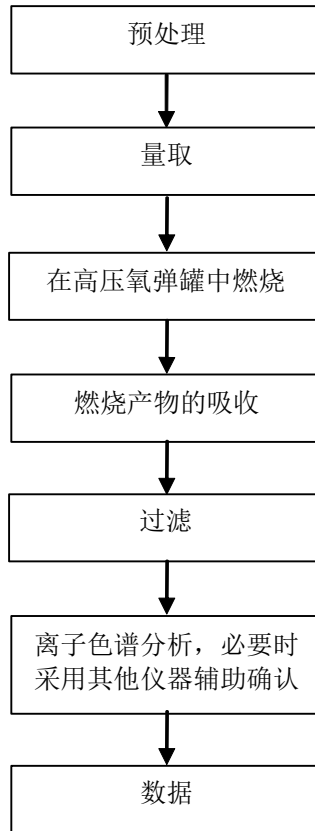 预处理
量取
在高压氧弹罐中燃烧
燃烧产物的吸收
过滤
离子色谱分析，必要时
采用其他仪器辅助确认
数据